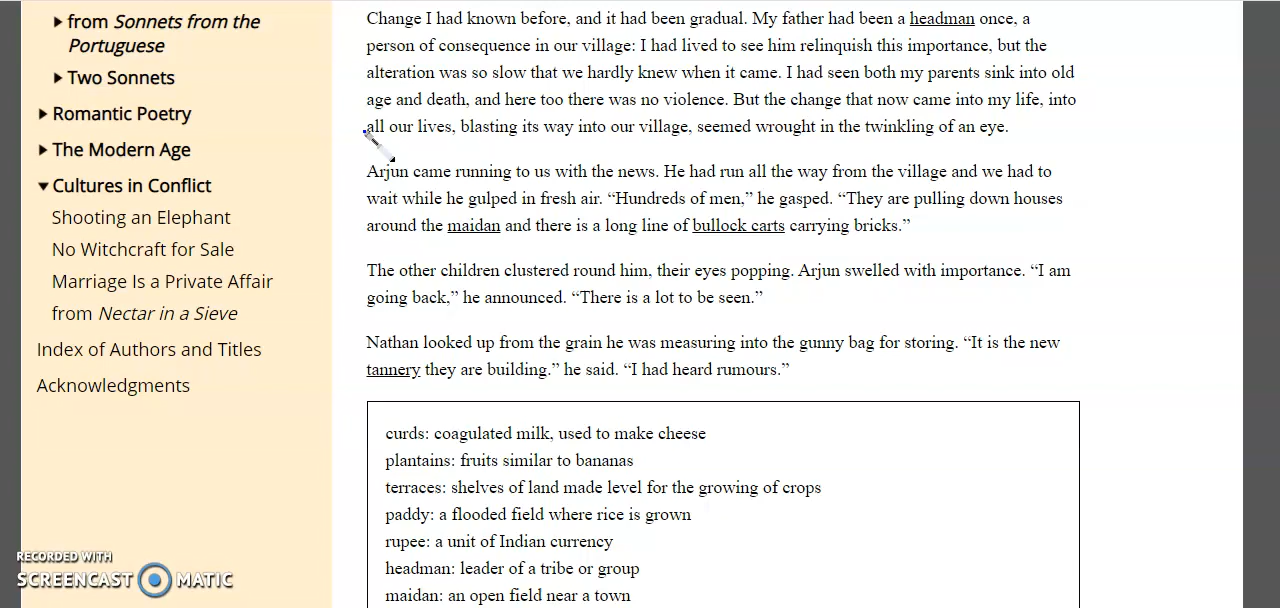 from Sonnets from the
Portuguese
Two Sonnets
Romantic Poetry
The Modern Age
Cultures in Conflict
Shooting an Elephant
No Witchcraft for Sale
Marriage Is a Private Affair
from Nectar in a Sieve
Index of Authors and Titles
Acknowledgments
Change I had known before, and it had been gradual. My father had been a headman once, a
person of consequence in our village: I had lived to see him relinquish this importance, but the
alteration was so slow that we hardly knew when it came. I had seen both my parents sink into old
age and death, and here too there was no violence. But the change that now came into my life, into
all our lives, blasting its way into our village, seemed wrought in the twinkling of an eye.
Arjun came running to us with the news. He had run all the way from the village and we had to
wait while he gulped in fresh air. “Hundreds of men,” he gasped. “They are pulling down houses
around the maidan and there is a long line of bullock carts carrying bricks.”
The other children clustered round him, their eyes popping. Arjun swelled with importance. “I am
going back,” he announced. “There is a lot to be seen.”
Nathan looked up from the grain he was measuring into the gunny bag for storing. “It is the new
tannery they are building.” he said. “I had heard rumours.”
curds: coagulated milk, used to make cheese
plantains: fruits similar to bananas
terraces: shelves of land made level for the growing of crops
paddy: a flooded field where rice is grown
rupee: a unit of Indian currency
headman: leader of a tribe or group
maidan: an open field near a town
RECORDED WITH
SCREENCAST MATIC